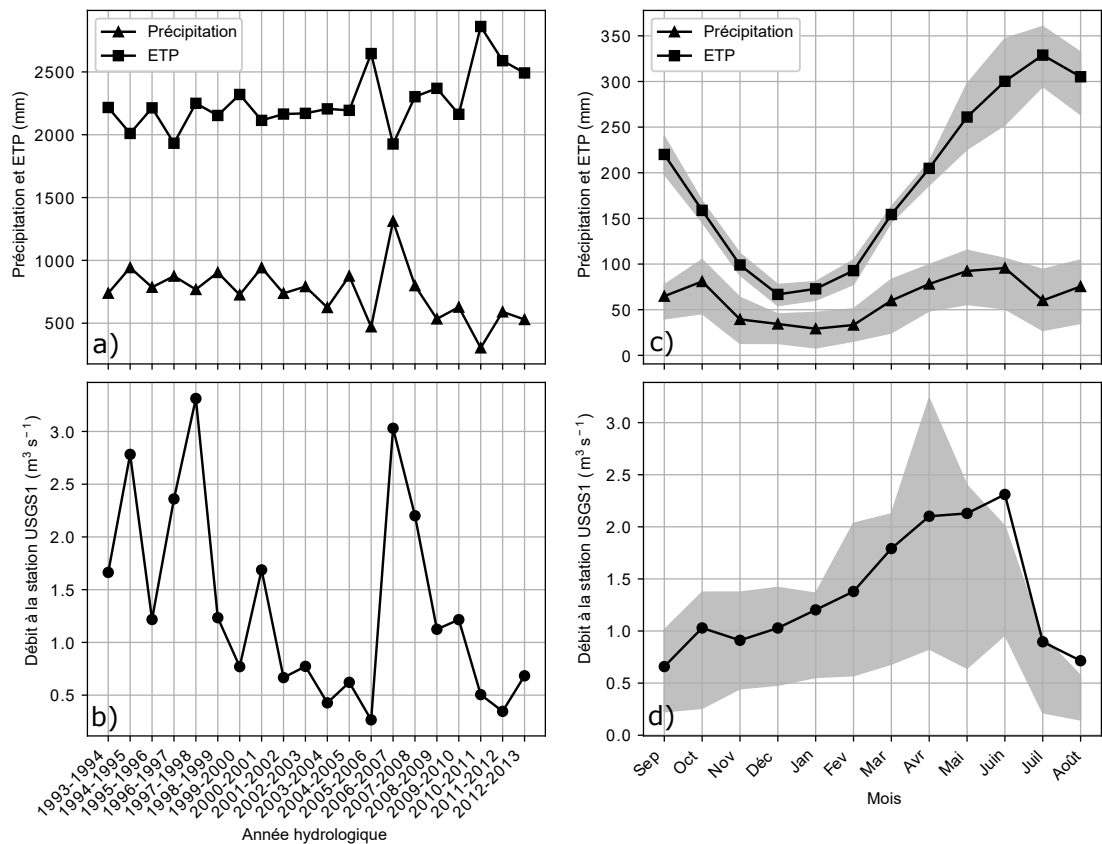 Précipitation
ETP
Précipitation et ETP (mm)
2500
2000
1500
1000
500
a)
Débit à la station USGS1 (m³ s⁻¹)
3.0
2.5
2.0
1.5
1.0
0.5
b)
1993-1994
1994-1995
1995-1996
1996-1997
1997-1998
1998-1999
1999-2000
2000-2001
2001-2002
2002-2003
2003-2004
2004-2005
2005-2006
2006-2007
2007-2008
2008-2009
2009-2010
2010-2011
2011-2012
2012-2013
Année hydrologique
Précipitation
ETP
Précipitation et ETP (mm)
350
300
250
200
150
100
50
0
c)
Débit à la station USGS1 (m³ s⁻¹)
3.0
2.5
2.0
1.5
1.0
0.5
0.0
d)
Sep
Oct
Nov
Déc
Jan
Fev
Mar
Avr
Mai
Juin
Juil
Août
Mois